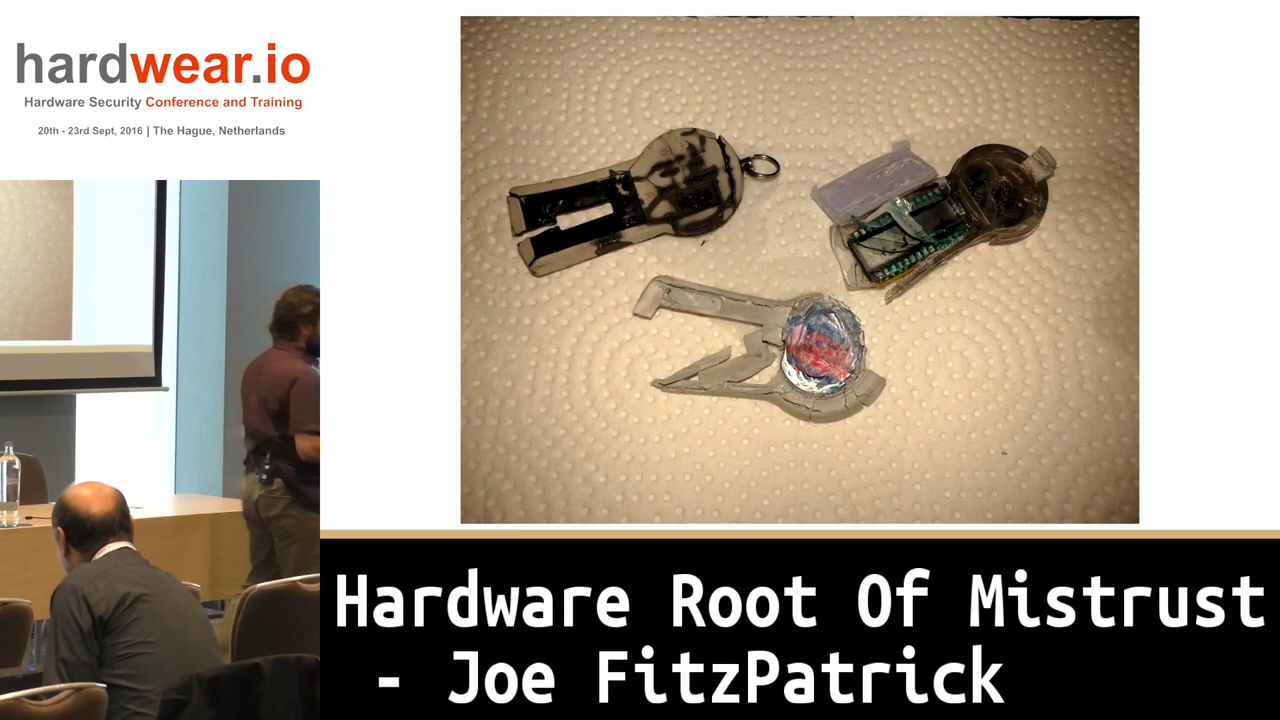 hardwear.io
Hardware Security Conference and Training
20th - 23rd Sept, 2016 | The Hague, Netherlands
Hardware Root Of Mistrust
- Joe FitzPatrick